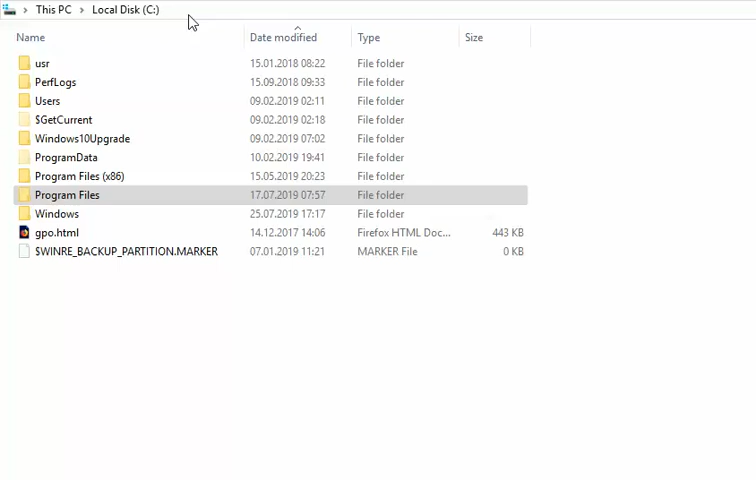 This PC > Local Disk (C:)
Name Date modified Type Size
usr 15.01.2018 08:22 File folder
PerfLogs 15.09.2018 09:33 File folder
Users 09.02.2019 02:11 File folder
$GetCurrent 09.02.2019 02:18 File folder
Windows10Upgrade 09.02.2019 07:02 File folder
ProgramData 10.02.2019 19:41 File folder
Program Files (x86) 15.05.2019 20:23 File folder
Program Files 17.07.2019 07:57 File folder
Windows 25.07.2019 17:17 File folder
gpo.html 14.12.2017 14:06 Firefox HTML Doc... 443 KB
$WINRE_BACKUP_PARTITION.MARKER 07.01.2019 11:21 MARKER File 0 KB